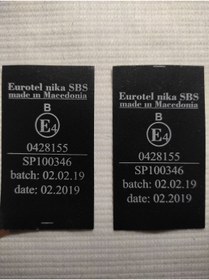 Eurotel nika SBS
made in Macedonia
B
E4
0428155
SP100346
batch: 02.02.19
date: 02.2019
Eurotel nika SBS
made in Macedonia
B
E4
0428155
SP100346
batch: 02.02.19
date: 02.2019